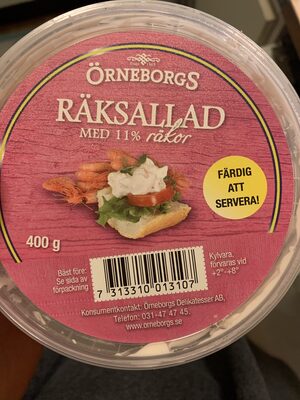 ÖRNEBORGS
RÄKSALLAD
MED 11% räkor
FÄRDIG
ATT
SERVERA!
400 g
Bäst före:
Se sida av
förpackning
7 313310 013107
Kylvara,
förvaras vid
+2°-+8°
Konsumentkontakt: Örneborgs Delikatesser AB,
Telefon: 031-47 47 45.
www.orneborgs.se